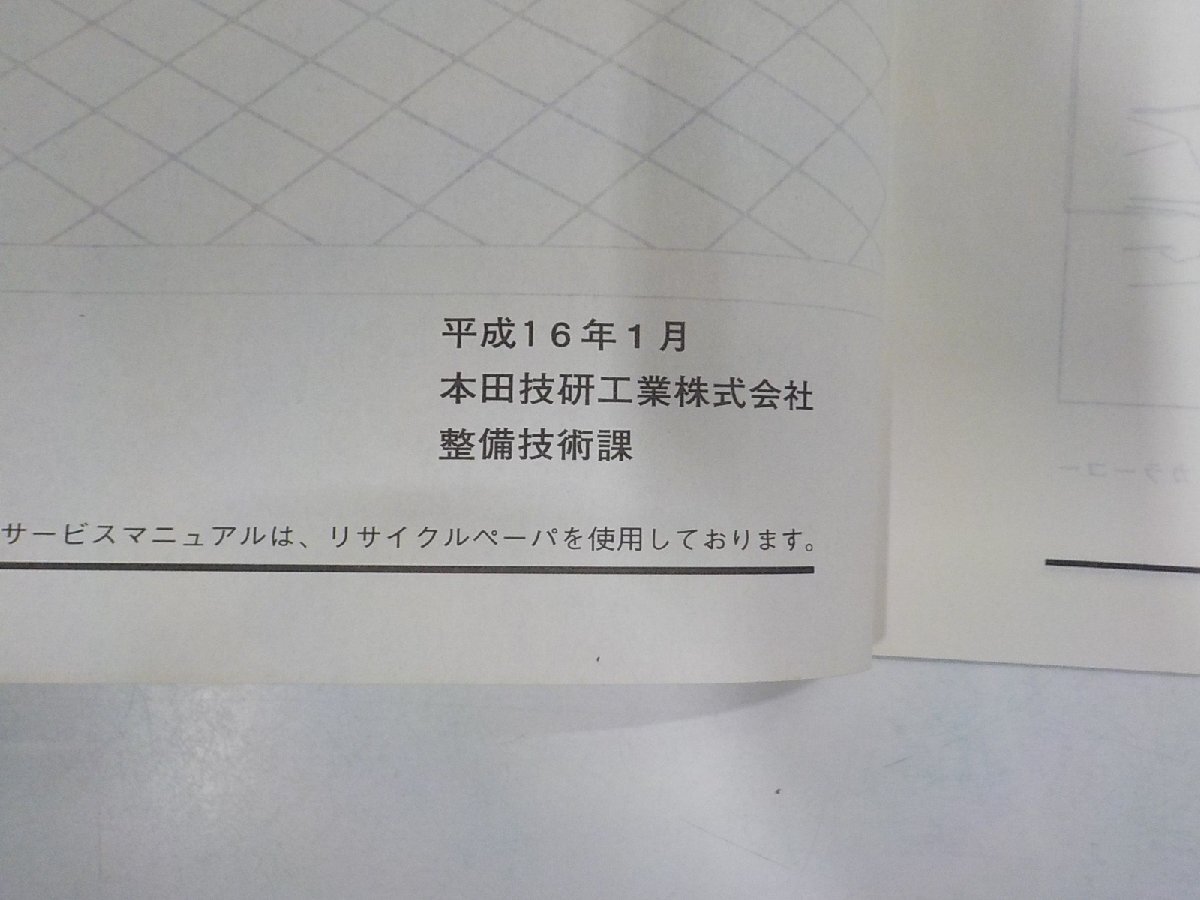 平成16年1月
本田技研工業株式会社
整備技術課
サービスマニュアルは、リサイクルペーパを使用しております。